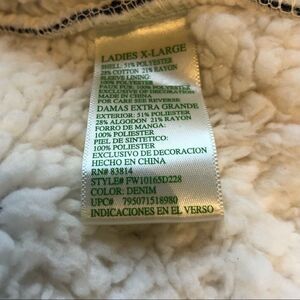 LADIES X-LARGE
SHELL: 51% POLYESTER
28% COTTON 21% RAYON
SLEEVE LINING:
100% POLYESTER
FAUX FUR: 100% POLYESTER
EXCLUSIVE OF DECORATION
MADE IN CHINA
FOR CARE SEE REVERSE
DAMAS EXTRA GRANDE
EXTERIOR: 51% POLIESTER
28% ALGODON 21% RAYON
FORRO DE MANGA:
100% POLIESTER
PIEL DE SINTETICO:
100% POLIESTER
EXCLUSIVO DE DECORACION
HECHO EN CHINA
RN# 83814
STYLE# FW10165D228
COLOR: DENIM
UPC# 795071518980
INDICACIONES EN EL VERSO